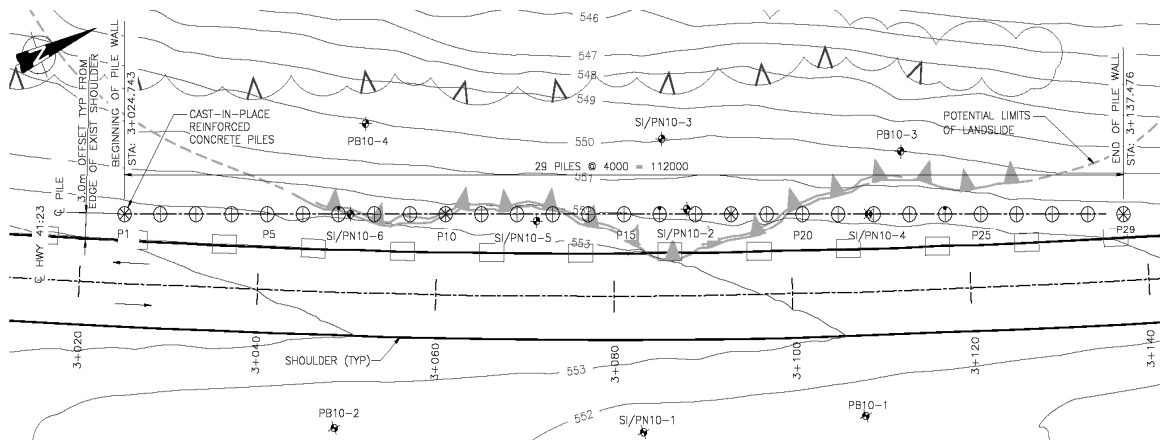 546
547
548
549
550
551
553
553
552
3.0m OFFSET TYP FROM
EDGE OF EXIST SHOULDER
BEGINNING OF PILE WALL
STA: 3+024.743
CAST-IN-PLACE
REINFORCED
CONCRETE PILES
PB10-4
SI/PN10-3
PB10-3
POTENTIAL LIMITS
OF LANDSLIDE
END OF PILE WALL
STA: 3+137.476
29 PILES @ 4000 = 112000
℄ PILE
℄ HWY 41:23
P1
P5
SI/PN10-6
P10
SI/PN10-5
P15
SI/PN10-2
P20
SI/PN10-4
P25
P29
3+020
3+040
3+060
3+080
3+100
3+120
3+140
SHOULDER (TYP)
PB10-2
SI/PN10-1
PB10-1